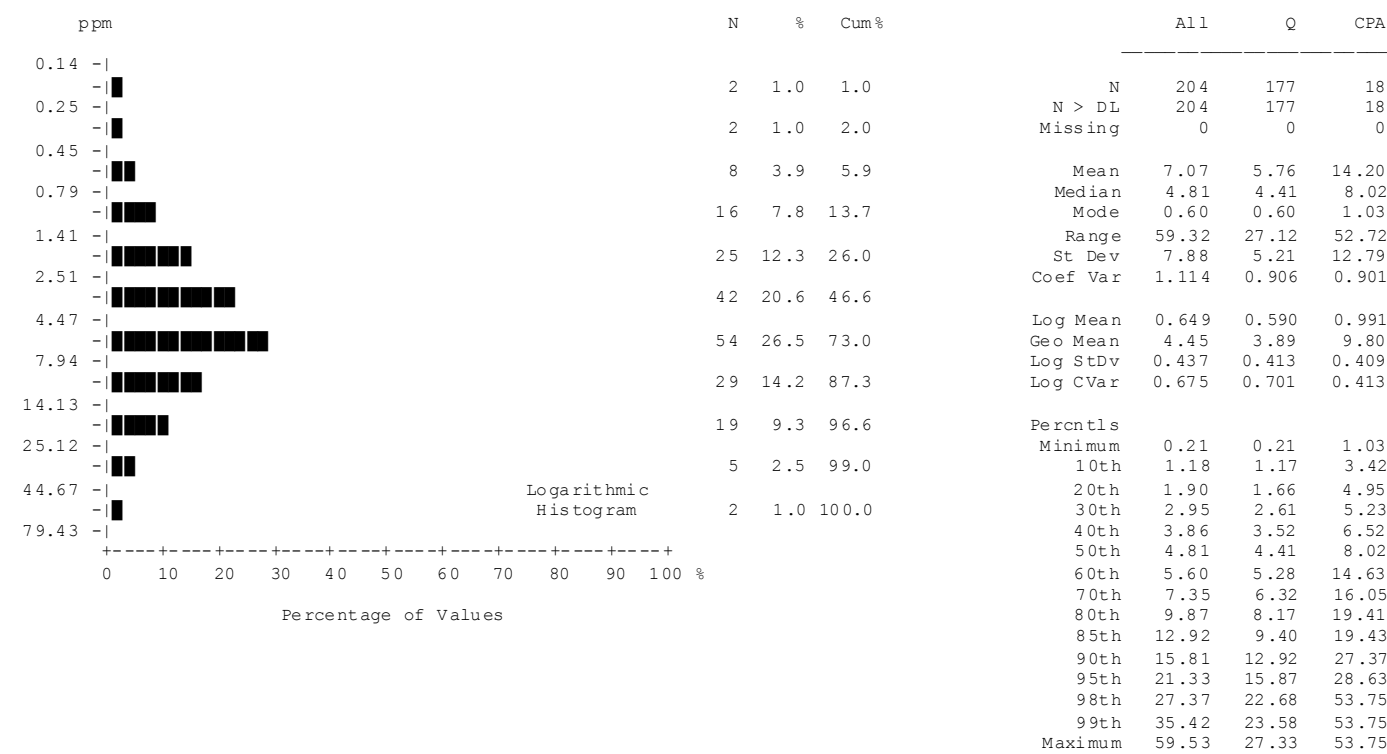 ppm N % Cum% All Q CPA
0.14 -|
-| 2 1.0 1.0 N 204 177 18
0.25 -| N > DL 204 177 18
-| 2 1.0 2.0 Missing 0 0 0
0.45 -|
-| 8 3.9 5.9 Mean 7.07 5.76 14.20
0.79 -| Median 4.81 4.41 8.02
-| 16 7.8 13.7 Mode 0.60 0.60 1.03
1.41 -| Range 59.32 27.12 52.72
-| 25 12.3 26.0 St Dev 7.88 5.21 12.79
2.51 -| Coef Var 1.114 0.906 0.901
-| 42 20.6 46.6
4.47 -| Log Mean 0.649 0.590 0.991
-| 54 26.5 73.0 Geo Mean 4.45 3.89 9.80
7.94 -| Log StDv 0.437 0.413 0.409
-| 29 14.2 87.3 Log CVar 0.675 0.701 0.413
14.13 -|
-| 19 9.3 96.6 Percntls
25.12 -| Minimum 0.21 0.21 1.03
-| 5 2.5 99.0 10th 1.18 1.17 3.42
44.67 -| Logarithmic 20th 1.90 1.66 4.95
-| Histogram 2 1.0 100.0 30th 2.95 2.61 5.23
79.43 -| 40th 3.86 3.52 6.52
+----+----+----+----+----+----+----+----+----+----+ 50th 4.81 4.41 8.02
0 10 20 30 40 50 60 70 80 90 100 % 60th 5.60 5.28 14.63
70th 7.35 6.32 16.05
Percentage of Values 80th 9.87 8.17 19.41
85th 12.92 9.40 19.43
90th 15.81 12.92 27.37
95th 21.33 15.87 28.63
98th 27.37 22.68 53.75
99th 35.42 23.58 53.75
Maximum 59.53 27.33 53.75